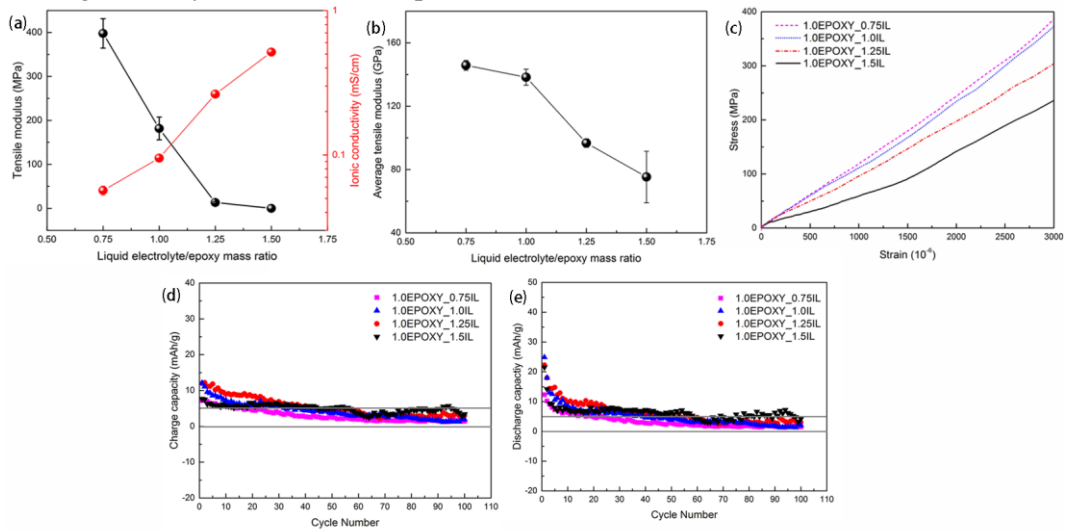 (a)
Tensile modulus (MPa)
400
300
200
100
0
1
0.1
Ionic conductivity (mS/cm)
0.50 0.75 1.00 1.25 1.50 1.75
Liquid electrolyte/epoxy mass ratio
(b)
Average tensile modulus (GPa)
160
120
80
40
0.50 0.75 1.00 1.25 1.50 1.75
Liquid electrolyte/epoxy mass ratio
(c)
1.0EPOXY_0.75IL
1.0EPOXY_1.0IL
1.0EPOXY_1.25IL
1.0EPOXY_1.5IL
Stress (MPa)
400
300
200
100
0
0 500 1000 1500 2000 2500 3000
Strain (10⁻⁶)
(d)
1.0EPOXY_0.75IL
1.0EPOXY_1.0IL
1.0EPOXY_1.25IL
1.0EPOXY_1.5IL
Charge capacity (mAh/g)
40
30
20
10
0
-10
-20
0 10 20 30 40 50 60 70 80 90 100 110
Cycle Number
(e)
1.0EPOXY_0.75IL
1.0EPOXY_1.0IL
1.0EPOXY_1.25IL
1.0EPOXY_1.5IL
Discharge capactiy (mAh/g)
50
40
30
20
10
0
-10
-20
0 10 20 30 40 50 60 70 80 90 100 110
Cycle Number